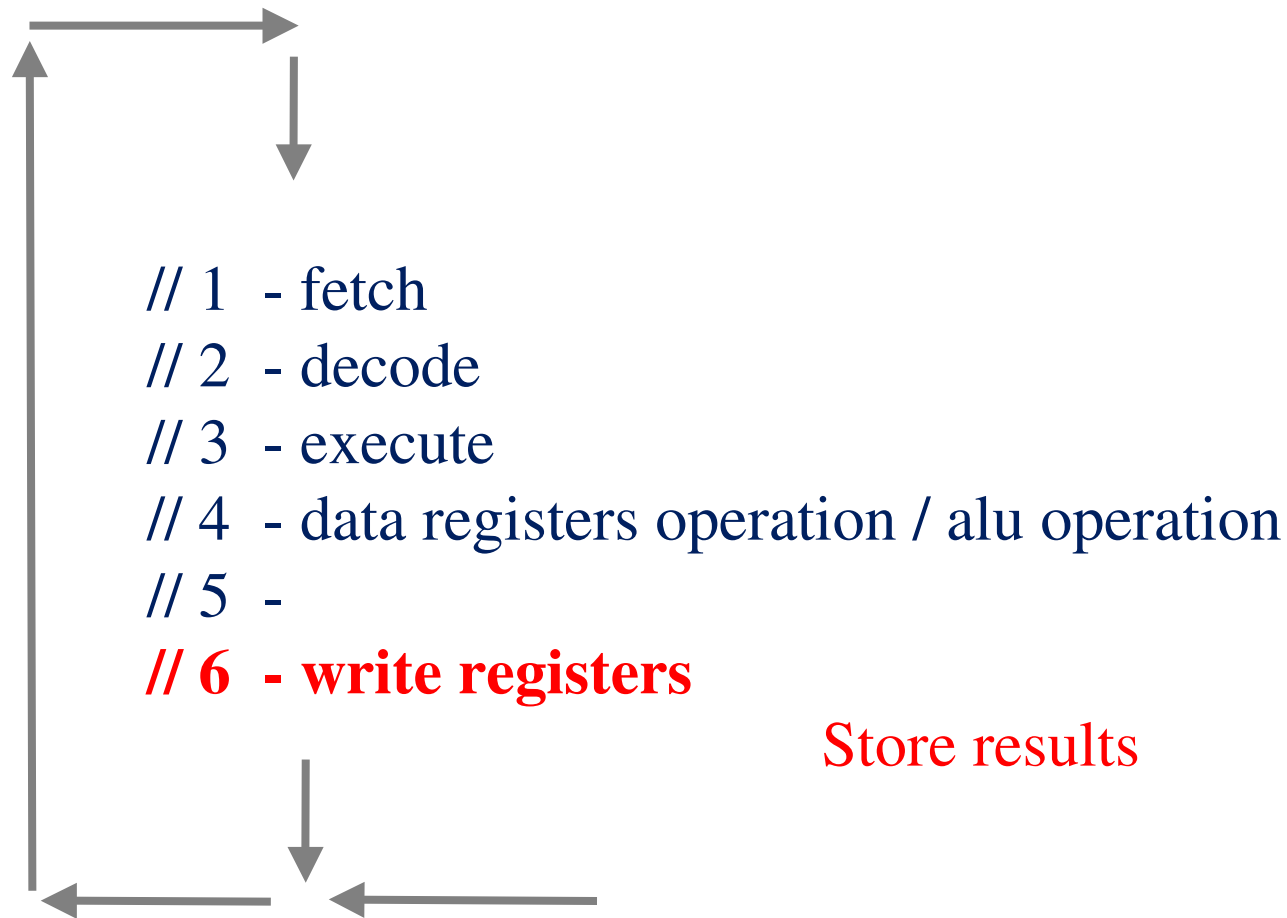 // 1 - fetch
// 2 - decode
// 3 - execute
// 4 - data registers operation / alu operation
// 5 -
// 6 - write registers
Store results